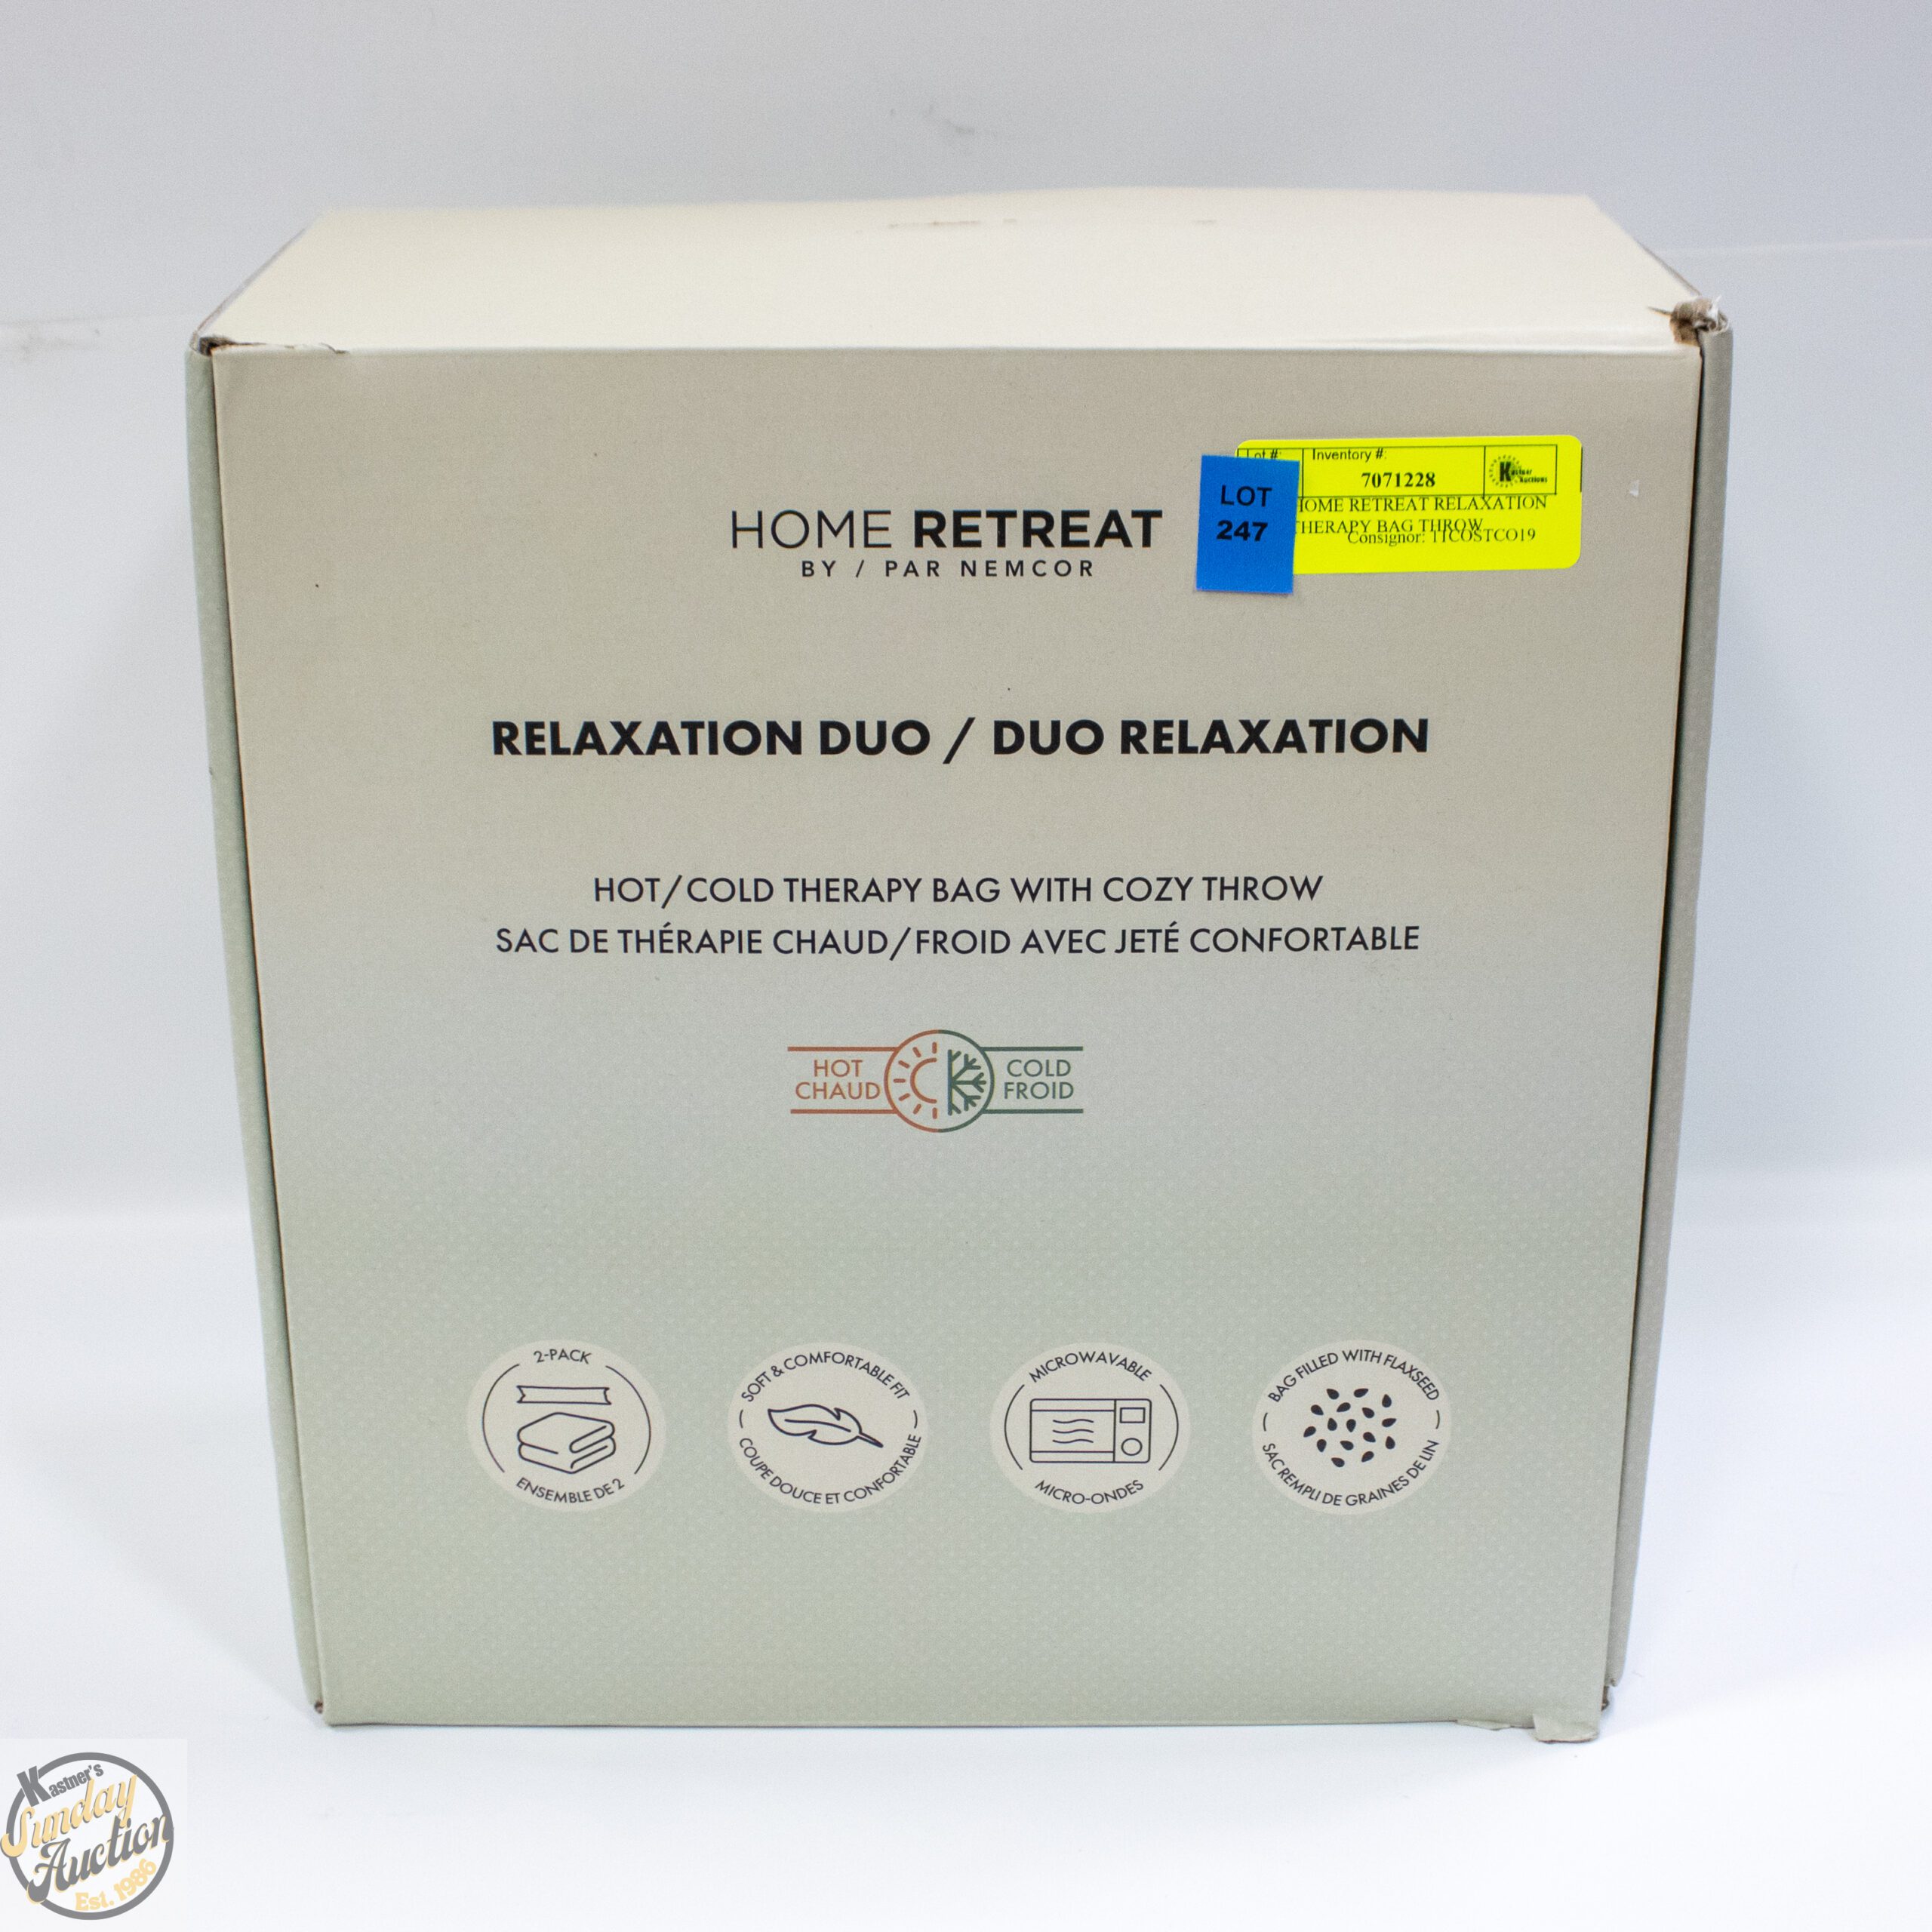 Lot #:
Inventory #:
7071228
Kastner Auctions
LOT
247
HOME RETREAT RELAXATION
THERAPY BAG THROW
Consignor: TTCOSTCO19
HOME RETREAT
BY / PAR NEMCOR
RELAXATION DUO / DUO RELAXATION
HOT/COLD THERAPY BAG WITH COZY THROW
SAC DE THÉRAPIE CHAUD/FROID AVEC JETÉ CONFORTABLE
HOT
CHAUD
COLD
FROID
2-PACK
ENSEMBLE DE 2
SOFT & COMFORTABLE FIT
COUPE DOUCE ET CONFORTABLE
MICROWAVABLE
MICRO-ONDES
BAG FILLED WITH FLAXSEED
SAC REMPLI DE GRAINES DE LIN
Kastner's
Sunday
Auction
Est. 1986